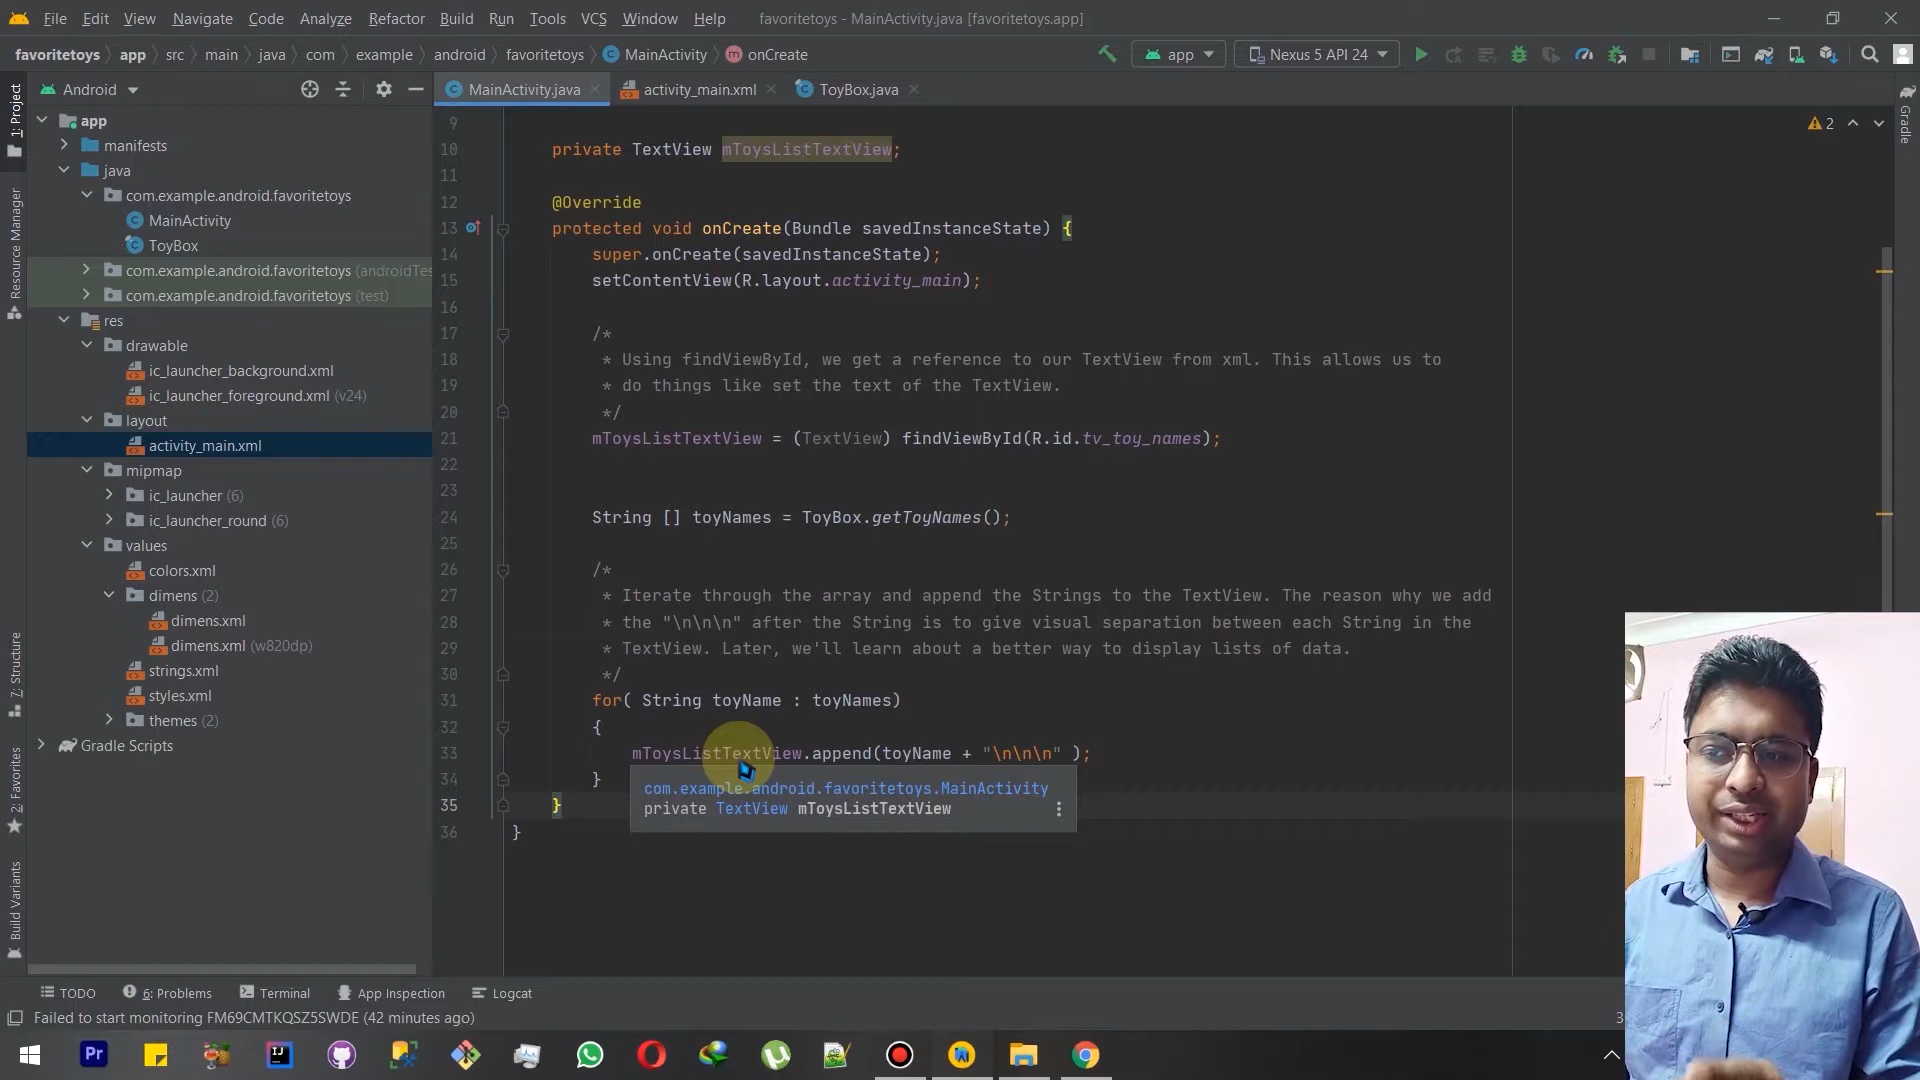 File Edit View Navigate Code Analyze Refactor Build Run Tools VCS Window Help favoritetoys - MainActivity.java [favoritetoys.app]
favoritetoys app src main java com example android favoritetoys MainActivity onCreate app Nexus 5 API 24
1: Project
Resource Manager
7: Structure
2: Favorites
Build Variants
Android
app
manifests
java
com.example.android.favoritetoys
MainActivity
ToyBox
com.example.android.favoritetoys (androidTes
com.example.android.favoritetoys (test)
res
drawable
ic_launcher_background.xml
ic_launcher_foreground.xml (v24)
layout
activity_main.xml
mipmap
ic_launcher (6)
ic_launcher_round (6)
values
colors.xml
dimens (2)
dimens.xml
dimens.xml (w820dp)
strings.xml
styles.xml
themes (2)
Gradle Scripts
MainActivity.java activity_main.xml ToyBox.java
2
Gradle
9
10 private TextView mToysListTextView;
11
12 @Override
13 protected void onCreate(Bundle savedInstanceState) {
14 super.onCreate(savedInstanceState);
15 setContentView(R.layout.activity_main);
16
17 /*
18 * Using findViewById, we get a reference to our TextView from xml. This allows us to
19 * do things like set the text of the TextView.
20 */
21 mToysListTextView = (TextView) findViewById(R.id.tv_toy_names);
22
23
24 String [] toyNames = ToyBox.getToyNames();
25
26 /*
27 * Iterate through the array and append the Strings to the TextView. The reason why we add
28 * the "\n\n\n" after the String is to give visual separation between each String in the
29 * TextView. Later, we'll learn about a better way to display lists of data.
30 */
31 for( String toyName : toyNames)
32 {
33 mToysListTextView.append(toyName + "\n\n\n" );
34 }
35 }
36 }
com.example.android.favoritetoys.MainActivity
private TextView mToysListTextView
TODO 6: Problems Terminal App Inspection Logcat
Failed to start monitoring FM69CMTKQSZ5SWDE (42 minutes ago)
Pr
IJ